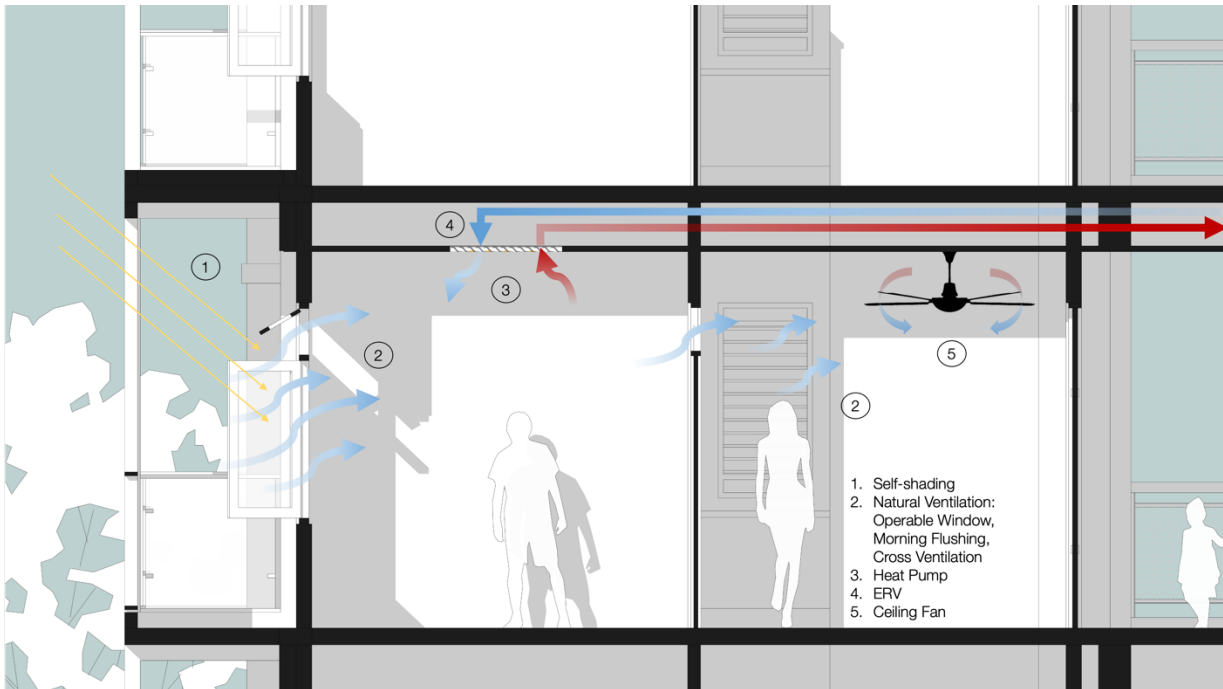 1
4
3
2
5
2
1. Self-shading
2. Natural Ventilation:
Operable Window,
Morning Flushing,
Cross Ventilation
3. Heat Pump
4. ERV
5. Ceiling Fan